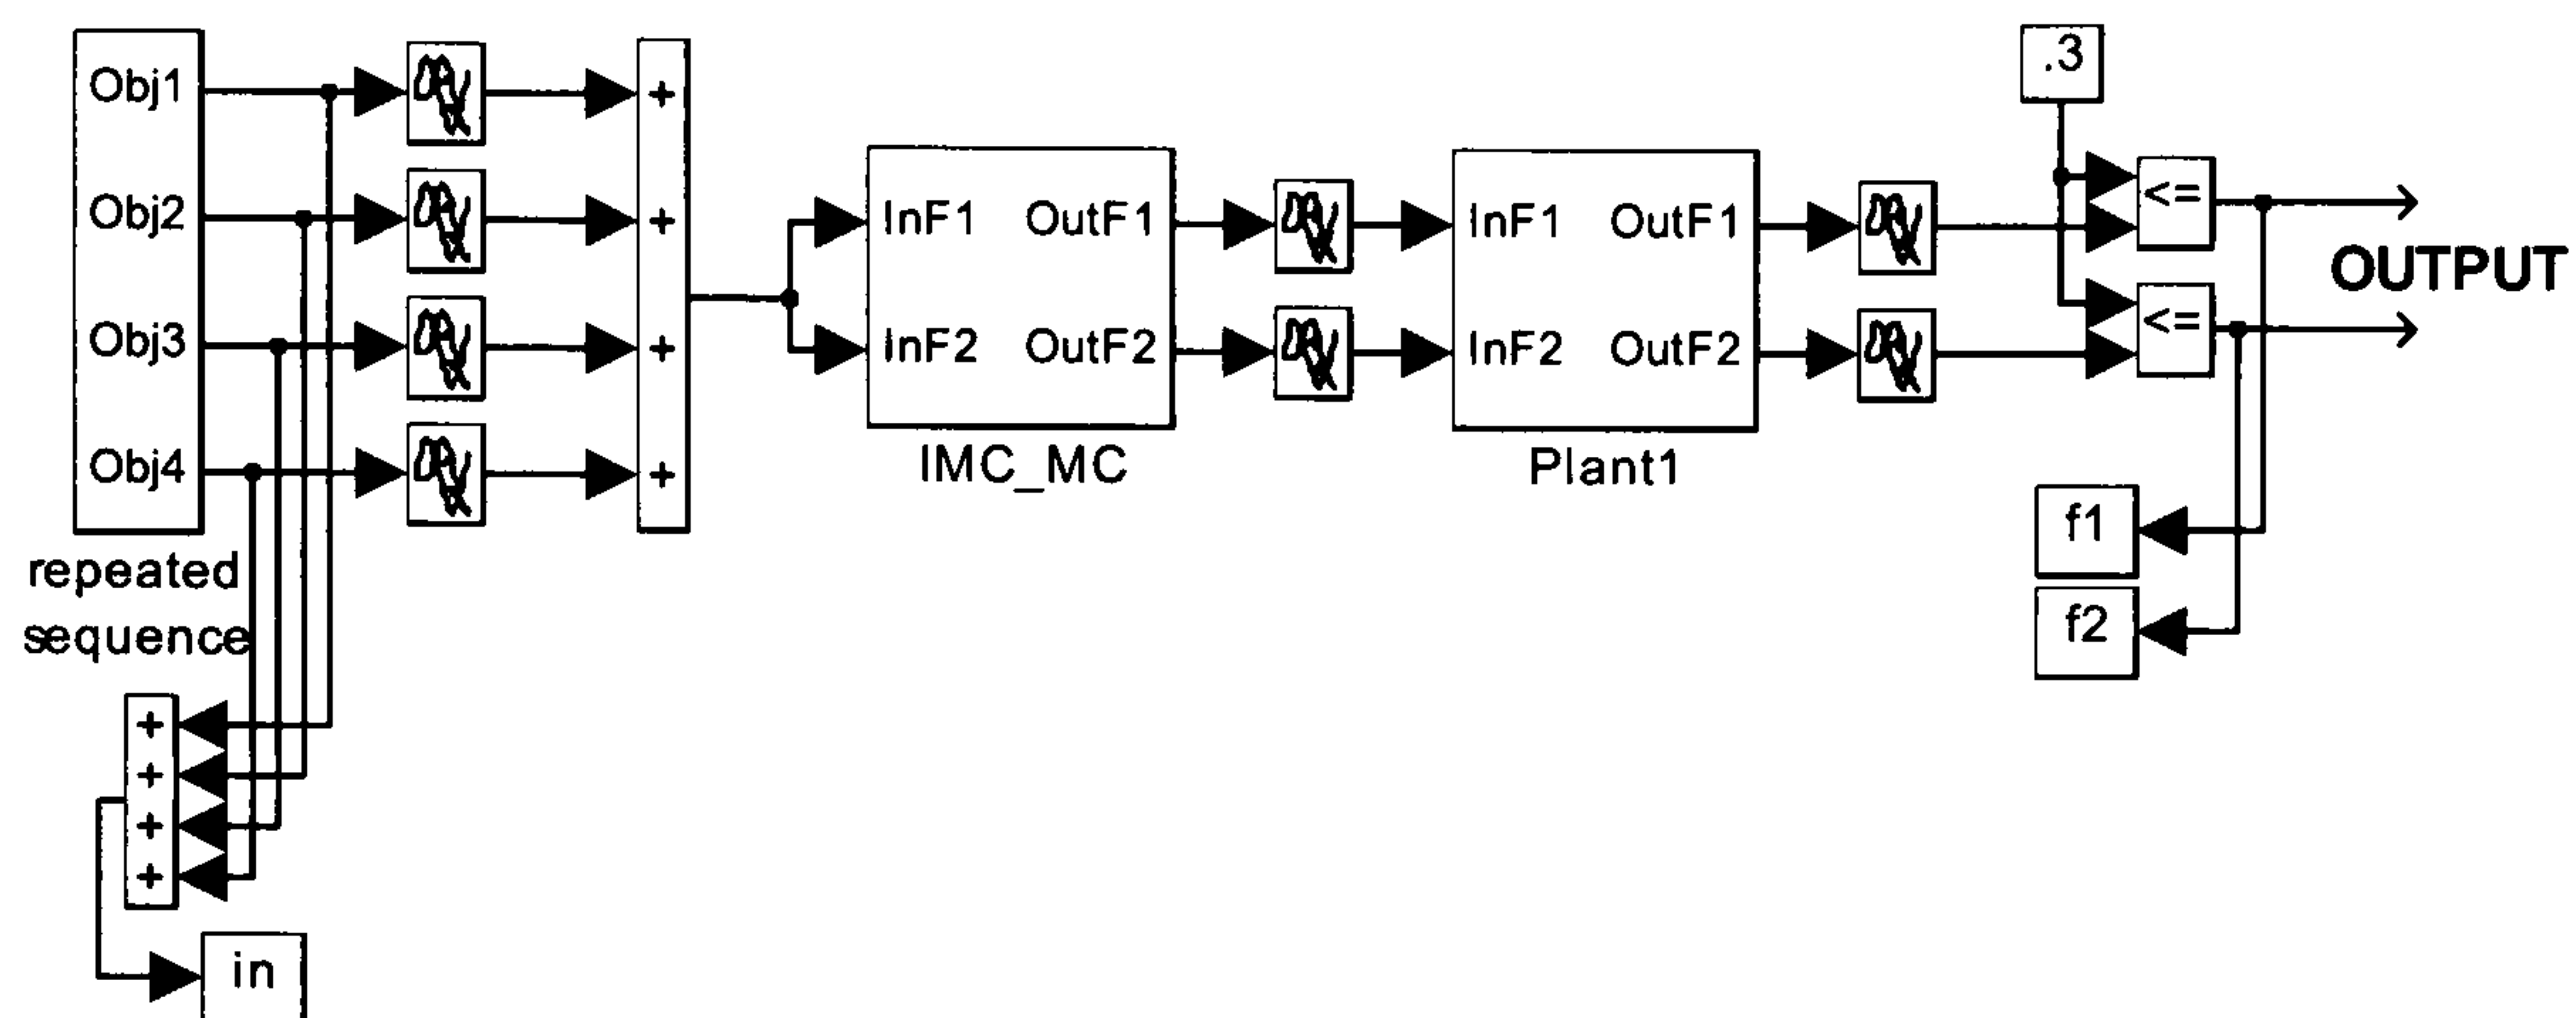 Obj1
Obj2
Obj3
Obj4
repeated
sequence
+
+
+
+
+
+
+
+
in
InF1 OutF1
InF2 OutF2
IMC_MC
InF1 OutF1
InF2 OutF2
Plant1
.3
<=
<=
OUTPUT
f1
f2